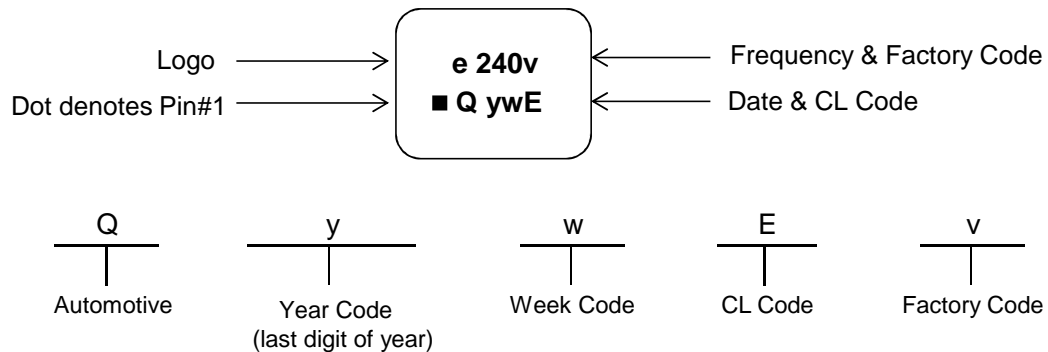 Logo
e 240v
Frequency & Factory Code
Dot denotes Pin#1
■ Q ywE
Date & CL Code
Q y w E v
Automotive
Year Code
(last digit of year)
Week Code
CL Code
Factory Code